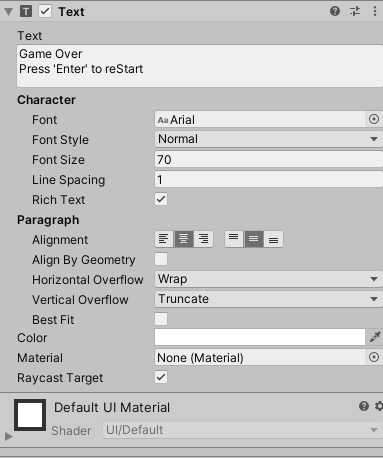 Text
Text
Game Over
Press 'Enter' to reStart
Character
Font Aa Arial
Font Style Normal
Font Size 70
Line Spacing 1
Rich Text
Paragraph
Alignment
Align By Geometry
Horizontal Overflow Wrap
Vertical Overflow Truncate
Best Fit
Color
Material None (Material)
Raycast Target
Default UI Material
Shader UI/Default